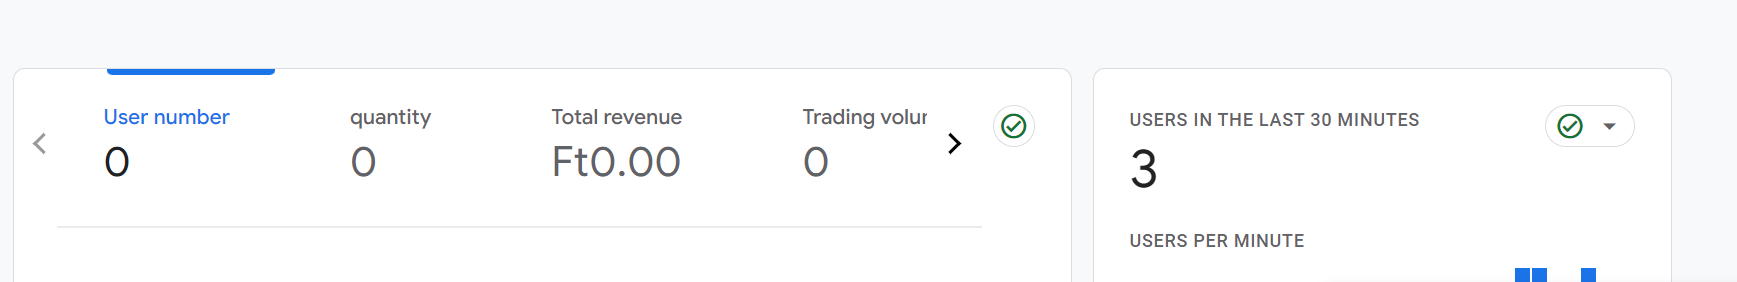 User number
0
quantity
0
Total revenue
Ft0.00
Trading volur
0
USERS IN THE LAST 30 MINUTES
3
USERS PER MINUTE